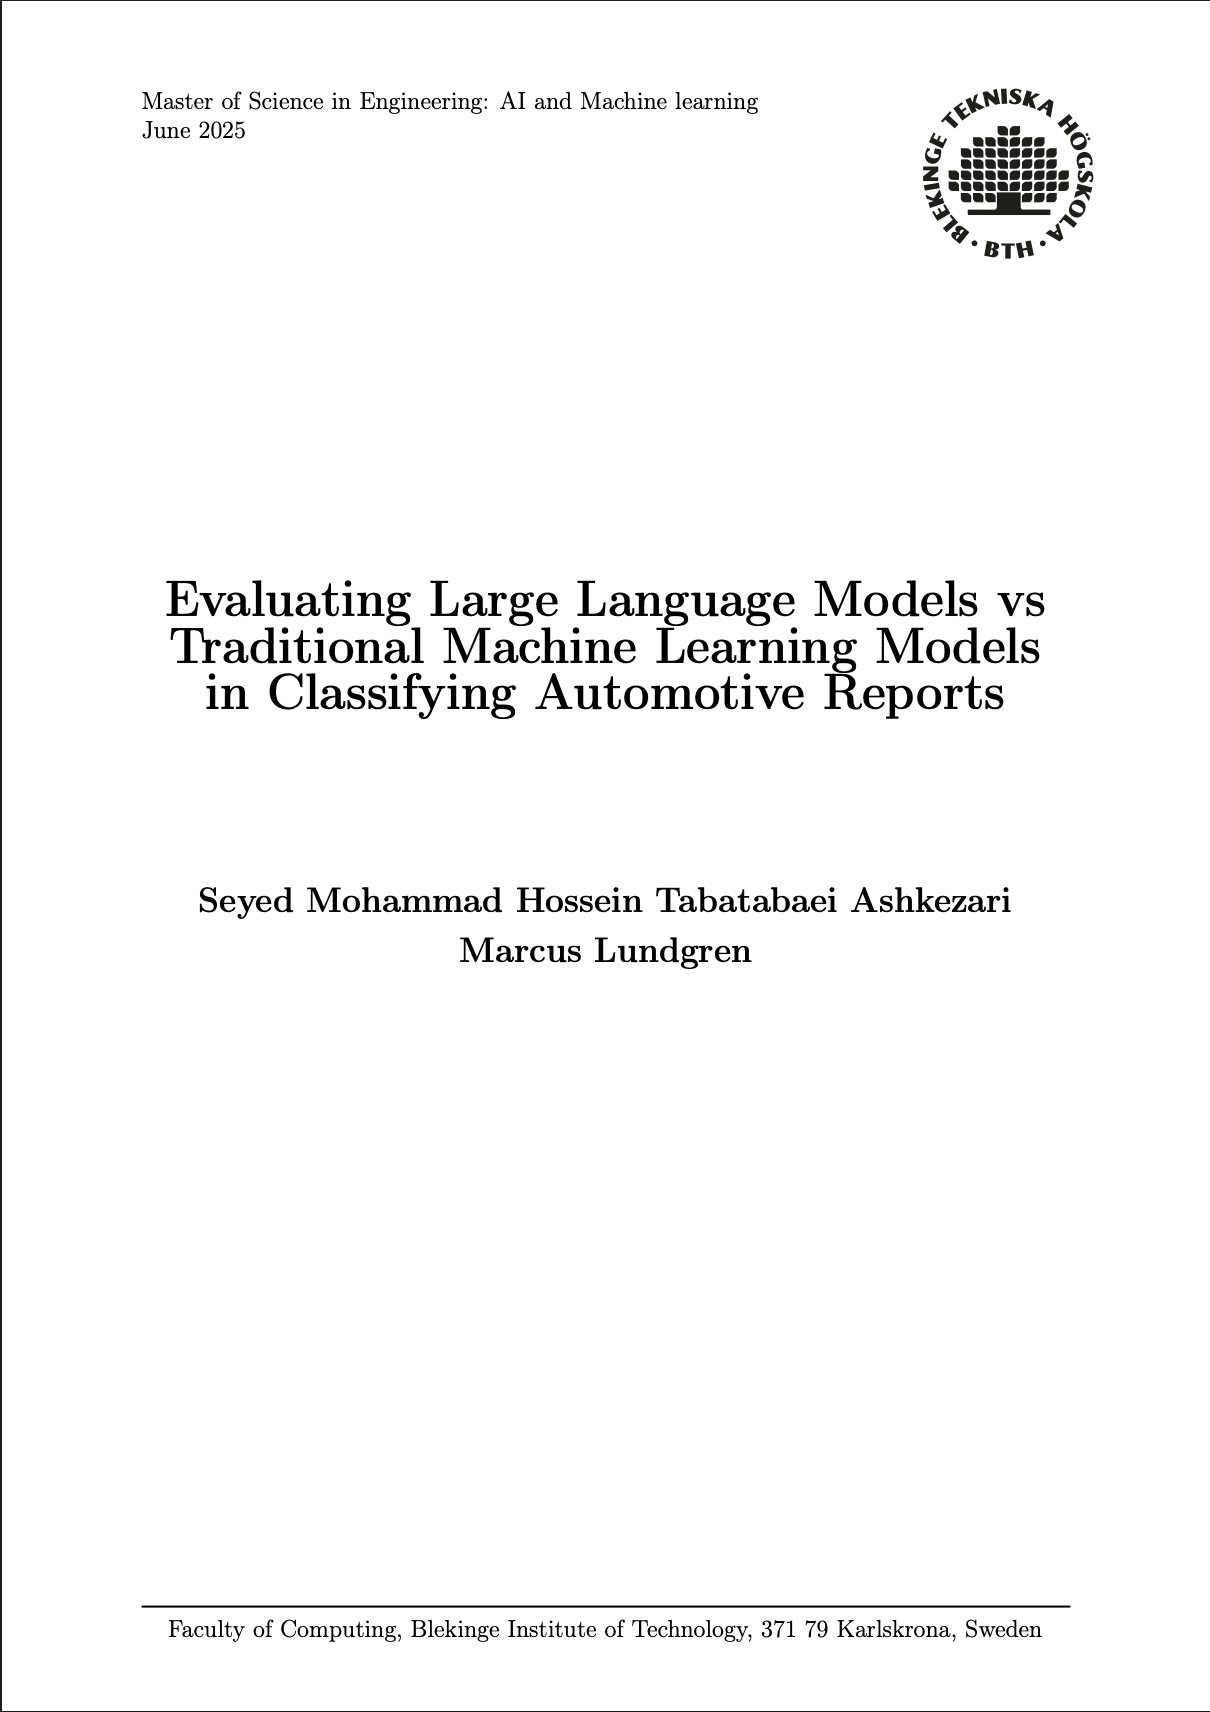 Master of Science in Engineering: AI and Machine learning
June 2025
BLEKINGE TEKNISKA HÖGSKOLA
· BTH ·
Evaluating Large Language Models vs
Traditional Machine Learning Models
in Classifying Automotive Reports
Seyed Mohammad Hossein Tabatabaei Ashkezari
Marcus Lundgren
Faculty of Computing, Blekinge Institute of Technology, 371 79 Karlskrona, Sweden